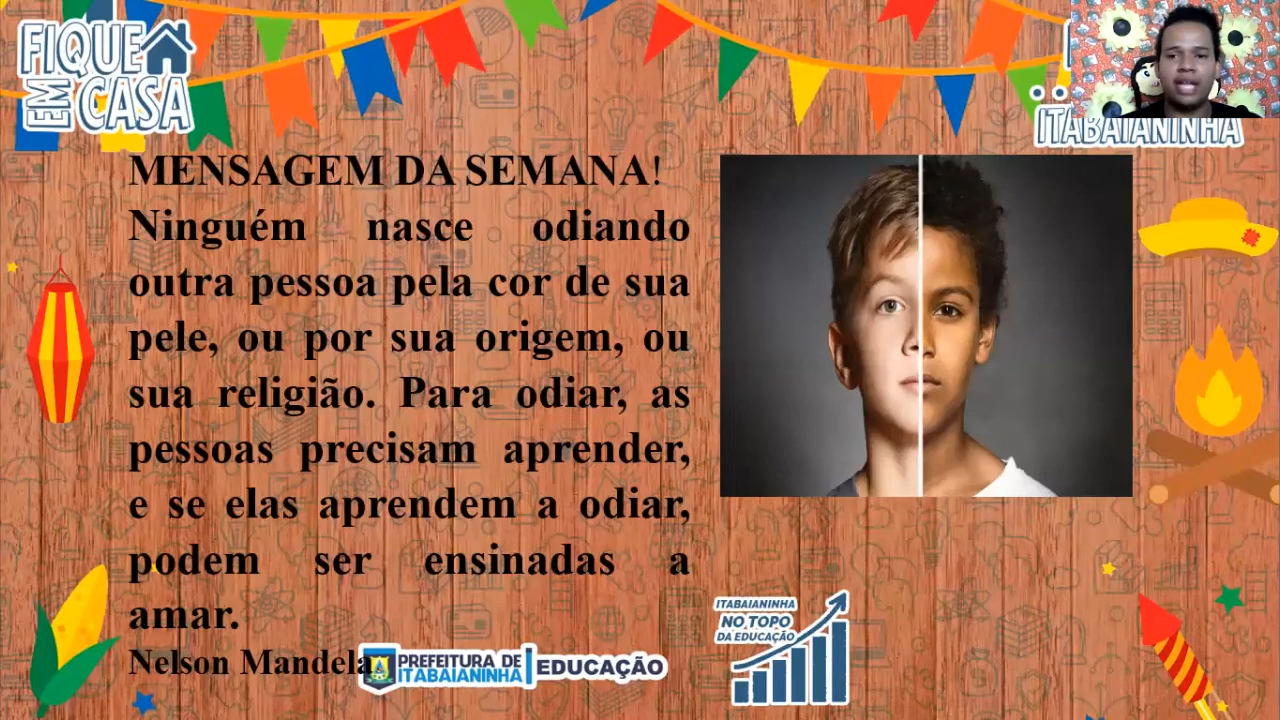 FIQUE
EM CASA
ITABAIANINHA
MENSAGEM DA SEMANA!
Ninguém nasce odiando
outra pessoa pela cor de sua
pele, ou por sua origem, ou
sua religião. Para odiar, as
pessoas precisam aprender,
e se elas aprendem a odiar,
podem ser ensinadas a
amar.
Nelson Mandela
PREFEITURA DE
ITABAIANINHA
EDUCAÇÃO
ITABAIANINHA
NO TOPO
DA EDUCAÇÃO